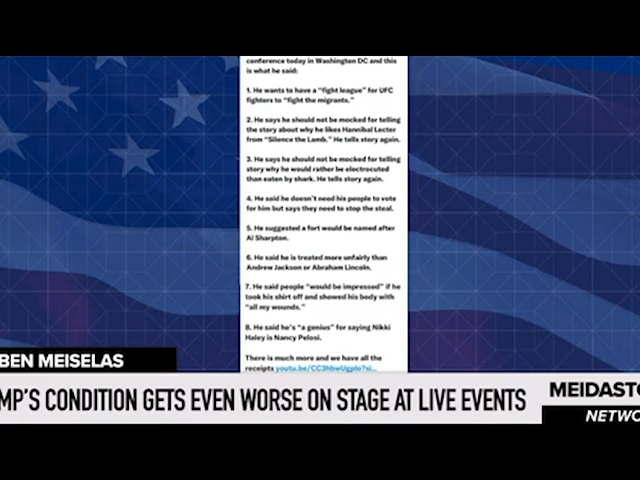 conference today in Washington DC and this
is what he said:
1. He wants to have a "fight league" for UFC
fighters to "fight the migrants."
2. He says he should not be mocked for telling
the story about why he likes Hannibal Lecter
from "Silence the Lamb." He tells story again.
3. He says he should not be mocked for telling
story why he would rather be electrocuted
than eaten by shark. He tells story again.
4. He said he doesn't need his people to vote
for him but says they need to stop the steal.
5. He suggested a fort would be named after
Al Sharpton.
6. He said he is treated more unfairly than
Andrew Jackson or Abraham Lincoln.
7. He said people "would be impressed" if he
took his shirt off and showed his body with
"all my wounds."
8. He said he's "a genius" for saying Nikki
Haley is Nancy Pelosi.
There is much more and we have all the
receipts youtu.be/CC3hbwUgplo?si...
BEN MEISELAS
MP'S CONDITION GETS EVEN WORSE ON STAGE AT LIVE EVENTS
MEIDASTO
NETWO